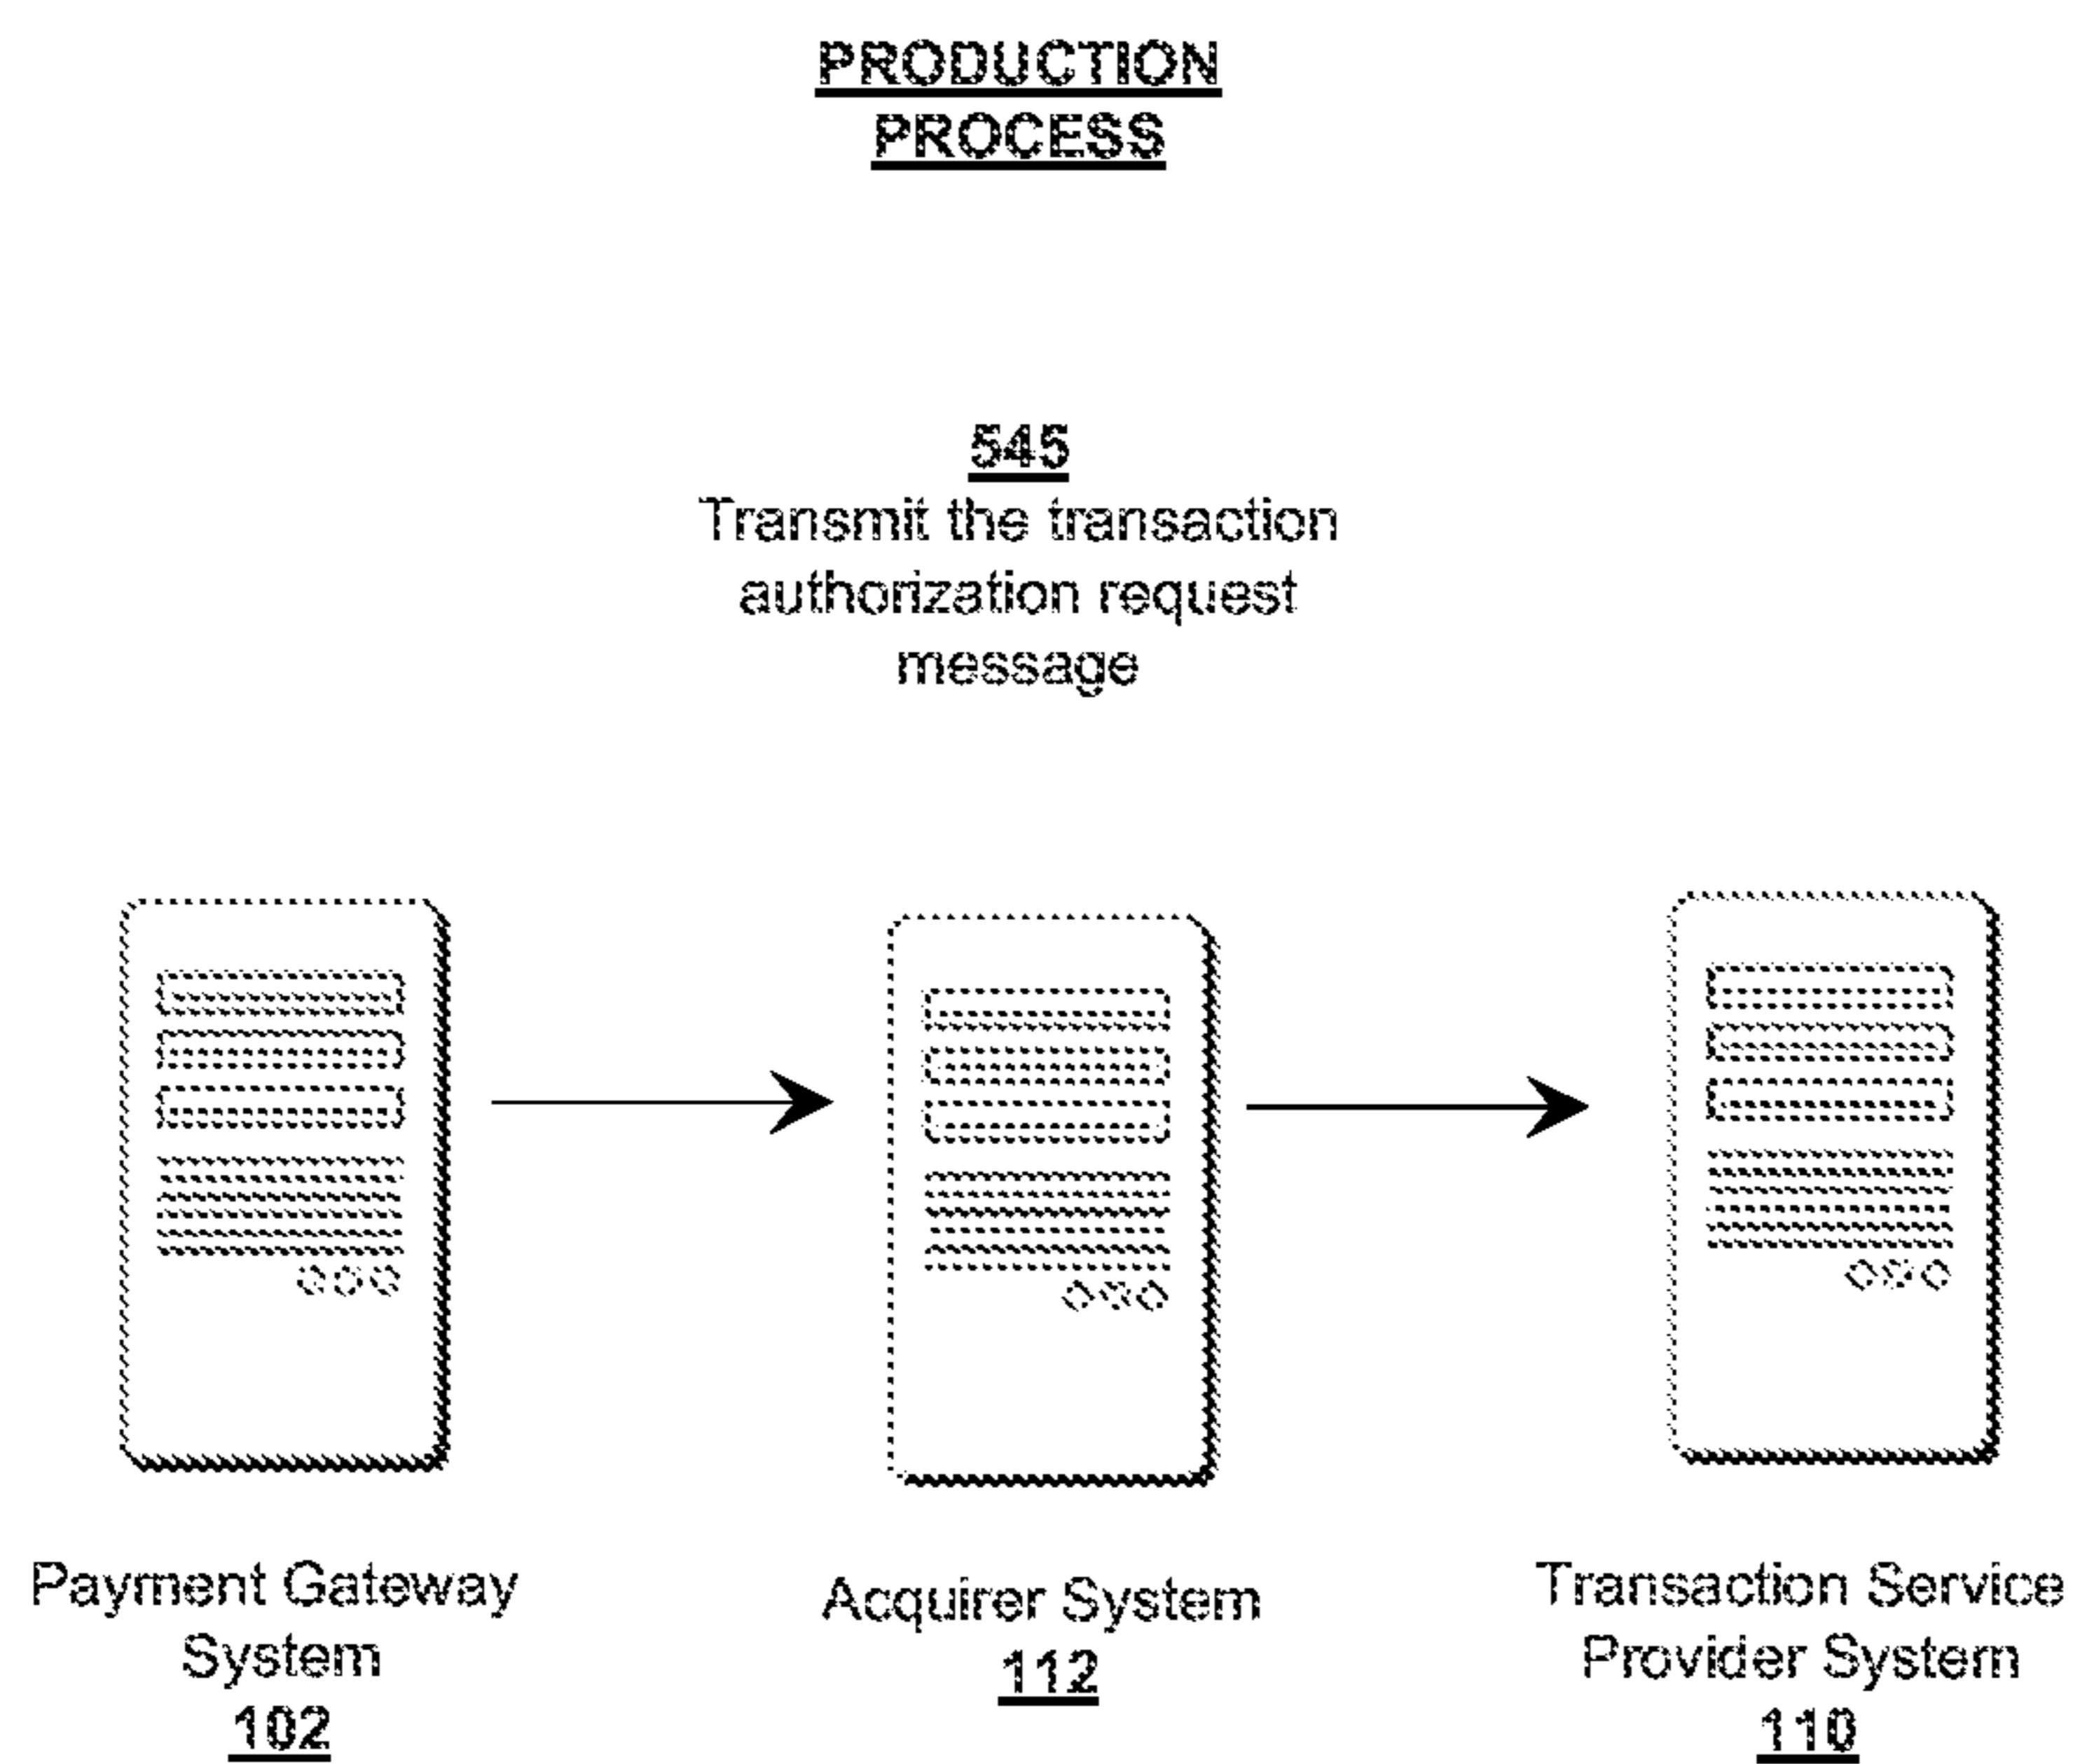 PRODUCTION
PROCESS
545
Transmit the transaction
authorization request
message
Payment Gateway
System
102
Acquirer System
112
Transaction Service
Provider System
110